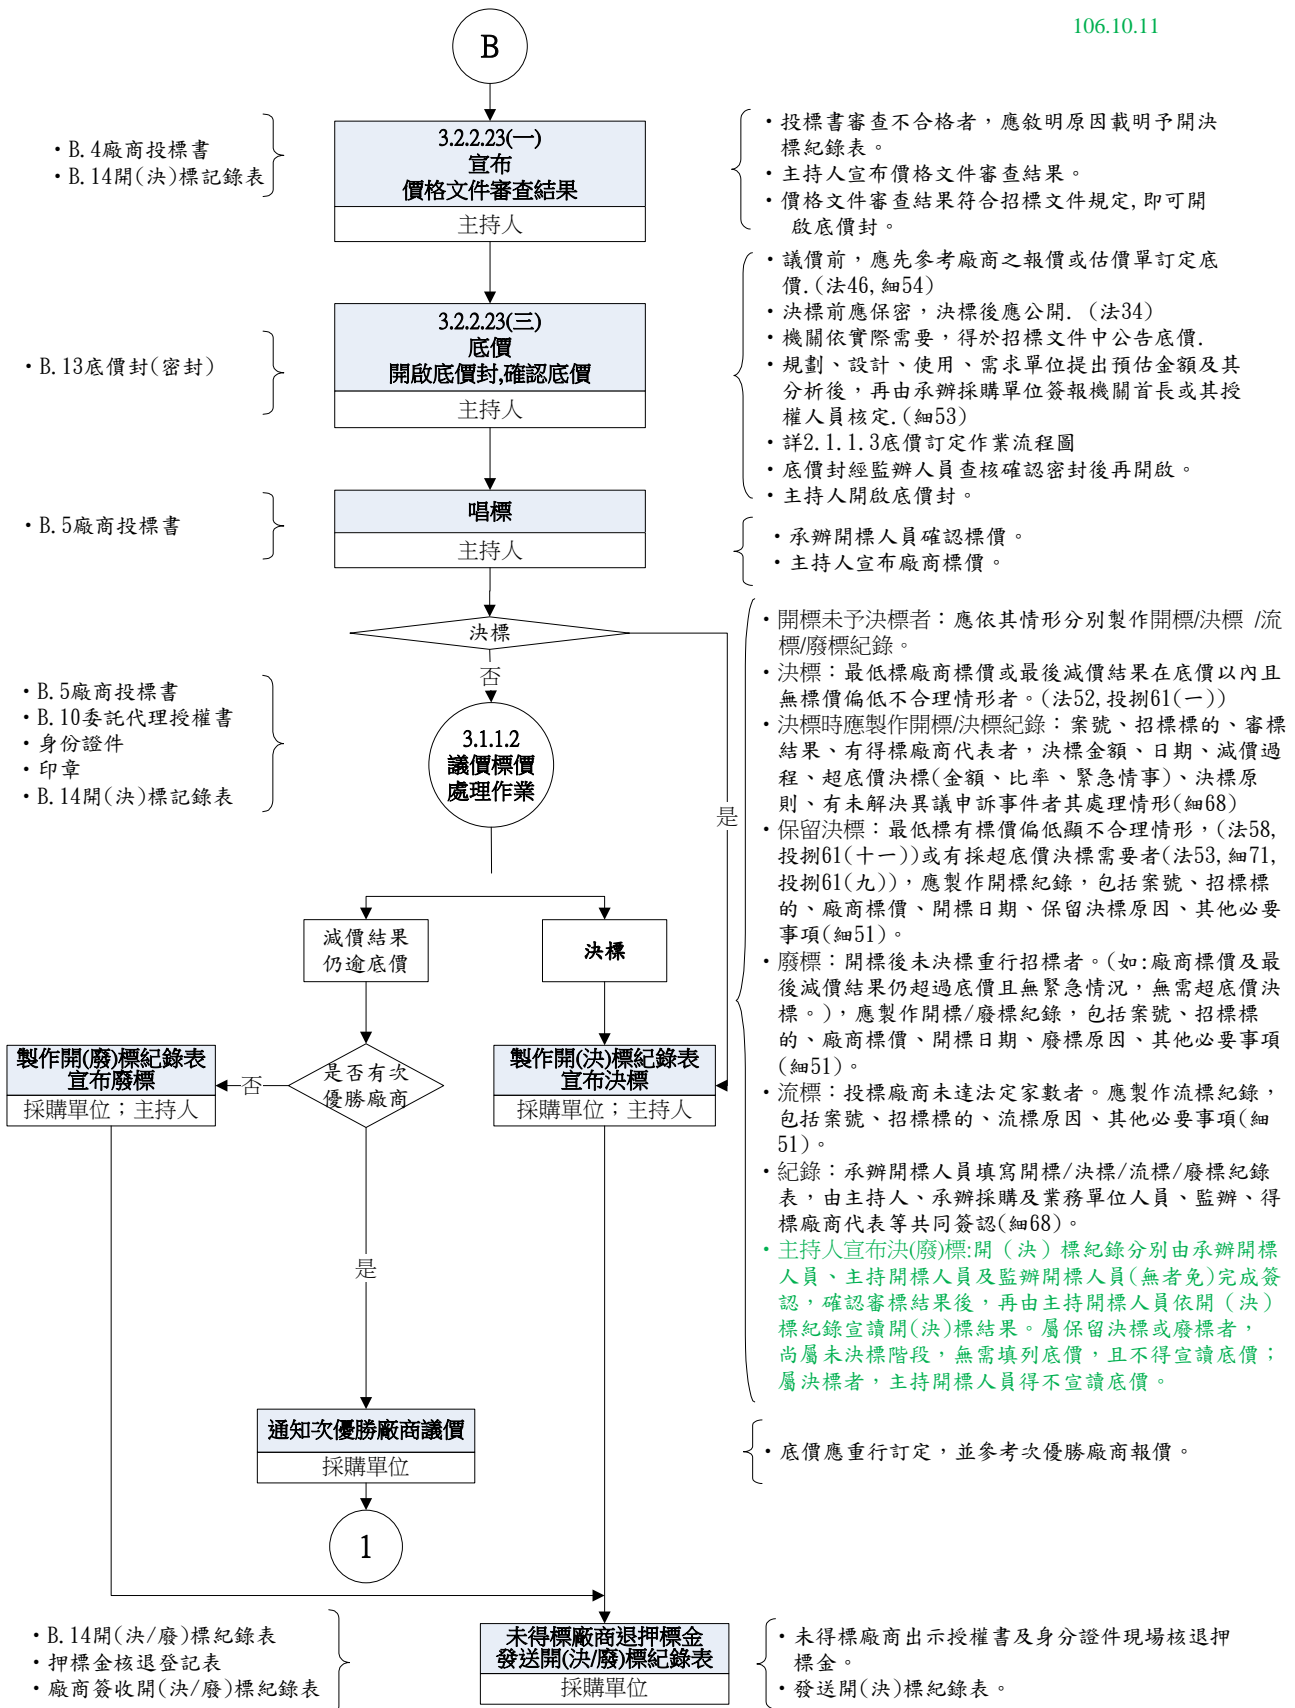 106.10.11
B
・B.4廠商投標書
・B.14開(決)標記錄表
3.2.2.23(一)
宣布
價格文件審查結果
主持人
・投標書審查不合格者，應敘明原因載明予開決
標紀錄表。
・主持人宣布價格文件審查結果。
・價格文件審查結果符合招標文件規定,即可開
啟底價封。
・B.13底價封(密封)
3.2.2.23(三)
底價
開啟底價封,確認底價
主持人
・議價前，應先參考廠商之報價或估價單訂定底
價.(法46,細54)
・決標前應保密，決標後應公開. (法34)
・機關依實際需要，得於招標文件中公告底價.
・規劃、設計、使用、需求單位提出預估金額及其
分析後，再由承辦採購單位簽報機關首長或其授
權人員核定.(細53)
・詳2.1.1.3底價訂定作業流程圖
・底價封經監辦人員查核確認密封後再開啟。
・主持人開啟底價封。
・B.5廠商投標書
唱標
主持人
・承辦開標人員確認標價。
・主持人宣布廠商標價。
決標
否
是
・B.5廠商投標書
・B.10委託代理授權書
・身份證件
・印章
・B.14開(決)標記錄表
3.1.1.2
議價標價
處理作業
減價結果
仍逾底價
決標
製作開(廢)標紀錄表
宣布廢標
採購單位；主持人
否
是否有次
優勝廠商
製作開(決)標紀錄表
宣布決標
採購單位；主持人
是
・開標未予決標者：應依其情形分別製作開標/決標 /流
標/廢標紀錄。
・決標：最低標廠商標價或最後減價結果在底價以內且
無標價偏低不合理情形者。(法52,投捌61(一))
・決標時應製作開標/決標紀錄：案號、招標標的、審標
結果、有得標廠商代表者，決標金額、日期、減價過
程、超底價決標(金額、比率、緊急情事)、決標原
則、有未解決異議申訴事件者其處理情形(細68)
・保留決標：最低標有標價偏低顯不合理情形，(法58,
投捌61(十一))或有採超底價決標需要者(法53,細71,
投捌61(九))，應製作開標紀錄，包括案號、招標標
的、廠商標價、開標日期、保留決標原因、其他必要
事項(細51)。
・廢標：開標後未決標重行招標者。(如:廠商標價及最
後減價結果仍超過底價且無緊急情況，無需超底價決
標。)，應製作開標/廢標紀錄，包括案號、招標標
的、廠商標價、開標日期、廢標原因、其他必要事項
(細51)。
・流標：投標廠商未達法定家數者。應製作流標紀錄，
包括案號、招標標的、流標原因、其他必要事項(細
51)。
・紀錄：承辦開標人員填寫開標/決標/流標/廢標紀錄
表，由主持人、承辦採購及業務單位人員、監辦、得
標廠商代表等共同簽認(細68)。
・主持人宣布決(廢)標:開（決）標紀錄分別由承辦開標
人員、主持開標人員及監辦開標人員(無者免)完成簽
認，確認審標結果後，再由主持開標人員依開（決）
標紀錄宣讀開(決)標結果。屬保留決標或廢標者，
尚屬未決標階段，無需填列底價，且不得宣讀底價；
屬決標者，主持開標人員得不宣讀底價。
通知次優勝廠商議價
採購單位
・底價應重行訂定，並參考次優勝廠商報價。
1
・B.14開(決/廢)標紀錄表
・押標金核退登記表
・廠商簽收開(決/廢)標紀錄表
未得標廠商退押標金
發送開(決/廢)標紀錄表
採購單位
・未得標廠商出示授權書及身分證件現場核退押
標金。
・發送開(決)標紀錄表。